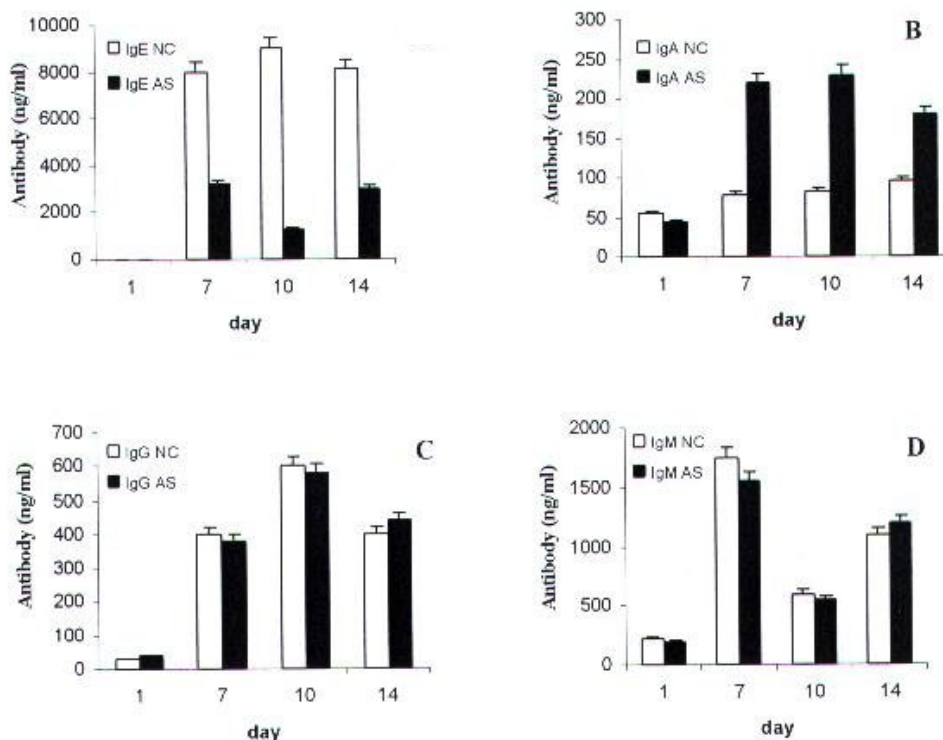 Antibody (ng/ml)
10000
8000
6000
4000
2000
0
IgE NC
IgE AS
1 7 10 14
day
B
Antibody (ng/ml)
300
250
200
150
100
50
0
IgA NC
IgA AS
1 7 10 14
day
C
Antibody (ng/ml)
700
600
500
400
300
200
100
0
IgG NC
IgG AS
1 7 10 14
day
D
Antibody (ng/ml)
2000
1500
1000
500
0
IgM NC
IgM AS
1 7 10 14
day